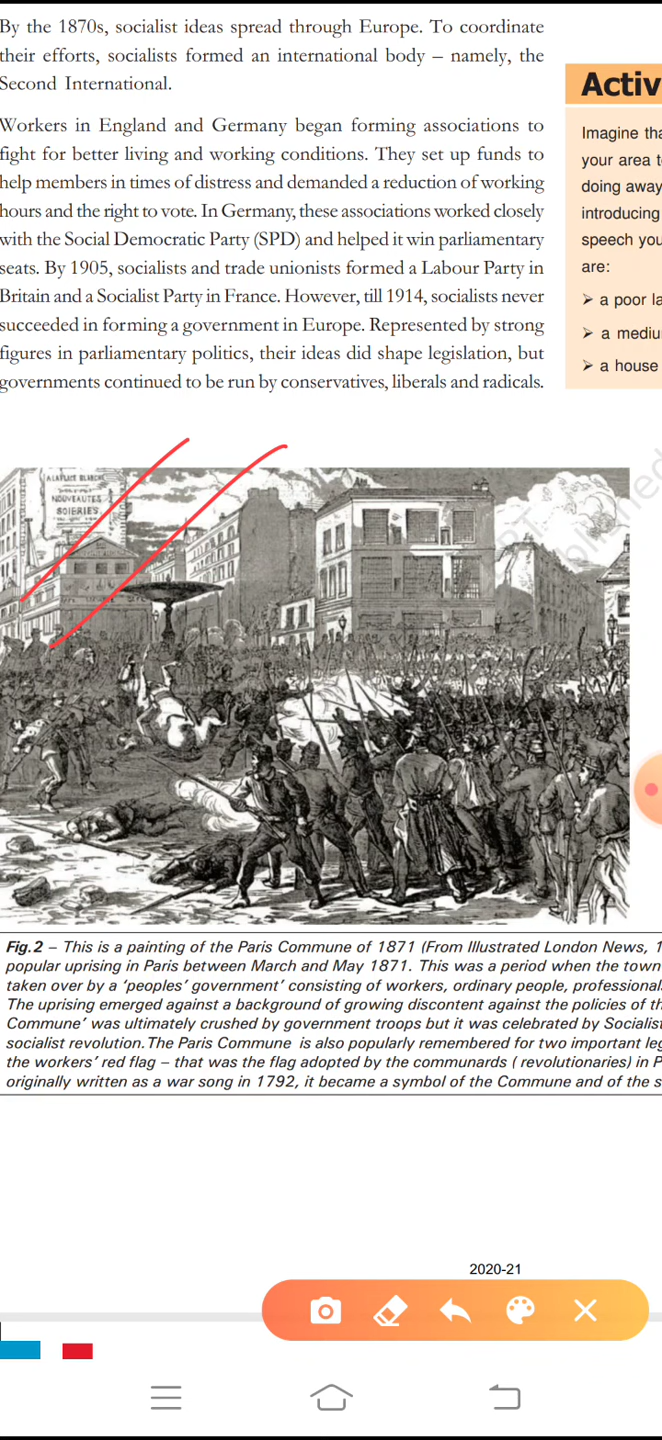 By the 1870s, socialist ideas spread through Europe. To coordinate
their efforts, socialists formed an international body – namely, the
Second International.
Workers in England and Germany began forming associations to
fight for better living and working conditions. They set up funds to
help members in times of distress and demanded a reduction of working
hours and the right to vote. In Germany, these associations worked closely
with the Social Democratic Party (SPD) and helped it win parliamentary
seats. By 1905, socialists and trade unionists formed a Labour Party in
Britain and a Socialist Party in France. However, till 1914, socialists never
succeeded in forming a government in Europe. Represented by strong
figures in parliamentary politics, their ideas did shape legislation, but
governments continued to be run by conservatives, liberals and radicals.
Activ
Imagine tha
your area t
doing away
introducing
speech you
are:
➢ a poor la
➢ a mediu
➢ a house
A LA PLACE BLANCHE
NOUVEAUTES
SOIERIES
Fig.2 – This is a painting of the Paris Commune of 1871 (From Illustrated London News, 1
popular uprising in Paris between March and May 1871. This was a period when the town
taken over by a ‘peoples’ government’ consisting of workers, ordinary people, professional
The uprising emerged against a background of growing discontent against the policies of th
Commune’ was ultimately crushed by government troops but it was celebrated by Socialist
socialist revolution. The Paris Commune is also popularly remembered for two important leg
the workers’ red flag – that was the flag adopted by the communards ( revolutionaries) in P
originally written as a war song in 1792, it became a symbol of the Commune and of the s
2020-21